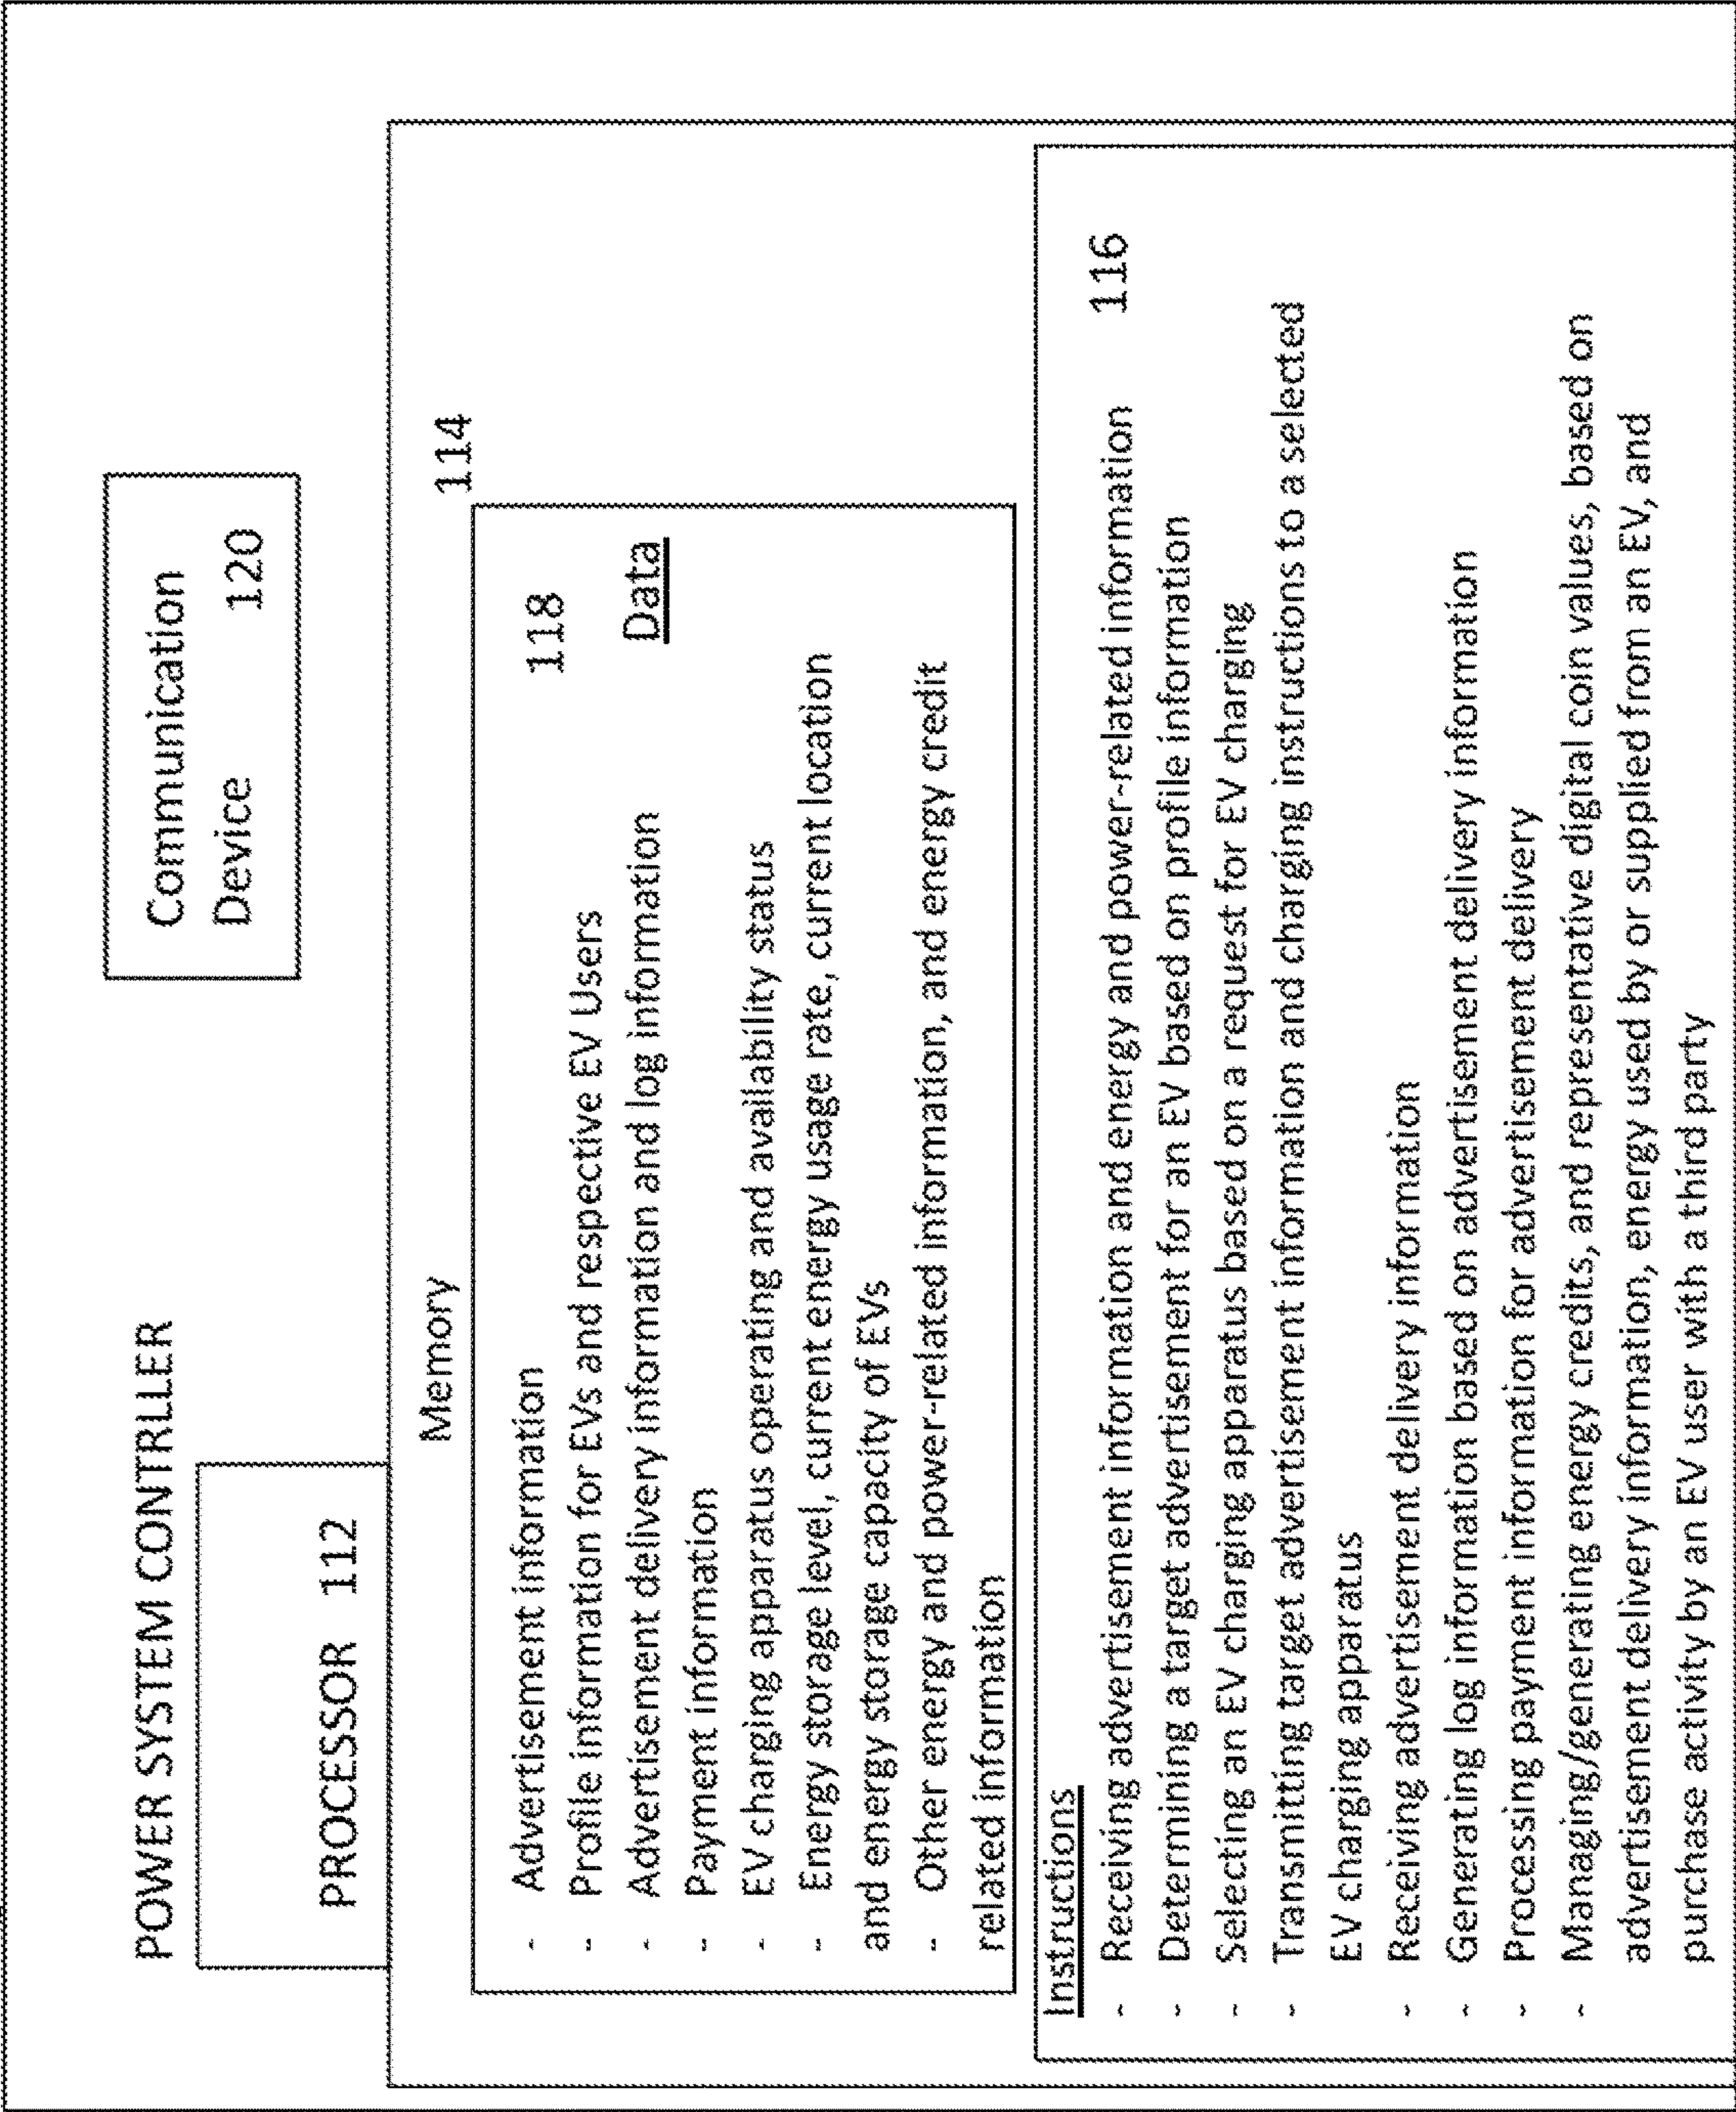 POWER SYSTEM CONTRLLER
Communication
Device 120
PROCESSOR 112
Memory
114
118
Data
- Advertisement information
- Profile information for EVs and respective EV Users
- Advertisement delivery information and log information
- Payment information
- EV charging apparatus operating and availability status
- Energy storage level, current energy usage rate, current location
and energy storage capacity of EVs
- Other energy and power-related information, and energy credit
related information
Instructions
116
- Receiving advertisement information and energy and power-related information
- Determining a target advertisement for an EV based on profile information
- Selecting an EV charging apparatus based on a request for EV charging
- Transmitting target advertisement information and charging instructions to a selected
EV charging apparatus
- Receiving advertisement delivery information
- Generating log information based on advertisement delivery information
- Processing payment information for advertisement delivery
- Managing/generating energy credits, and representative digital coin values, based on
advertisement delivery information, energy used by or supplied from an EV, and
purchase activity by an EV user with a third party